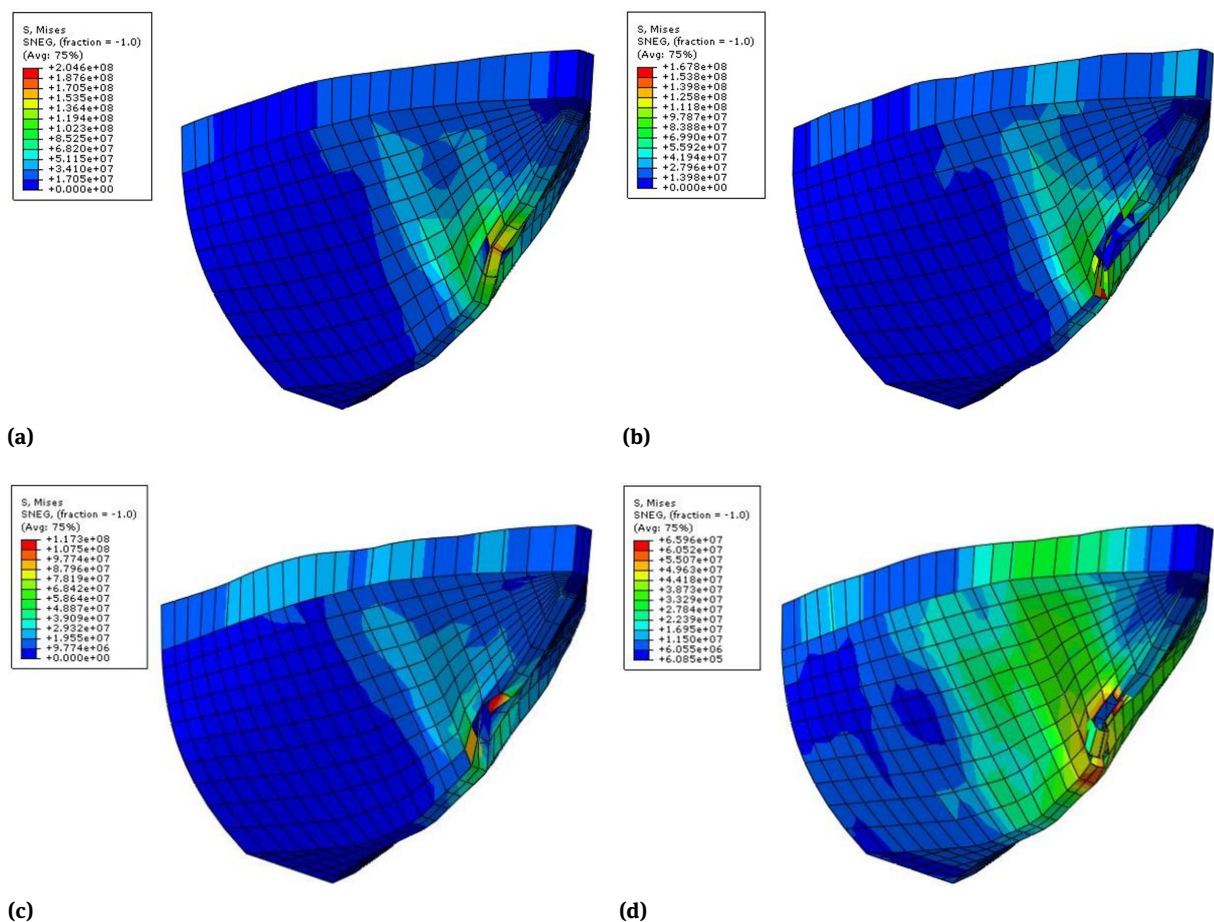 S, Mises
SNEG, (fraction = -1.0)
(Avg: 75%)
+2.046e+08
+1.876e+08
+1.705e+08
+1.535e+08
+1.364e+08
+1.194e+08
+1.023e+08
+8.525e+07
+6.820e+07
+5.115e+07
+3.410e+07
+1.705e+07
+0.000e+00
(a)
S, Mises
SNEG, (fraction = -1.0)
(Avg: 75%)
+1.678e+08
+1.538e+08
+1.398e+08
+1.258e+08
+1.118e+08
+9.787e+07
+8.388e+07
+6.990e+07
+5.592e+07
+4.194e+07
+2.796e+07
+1.398e+07
+0.000e+00
(b)
S, Mises
SNEG, (fraction = -1.0)
(Avg: 75%)
+1.173e+08
+1.075e+08
+9.774e+07
+8.796e+07
+7.819e+07
+6.842e+07
+5.864e+07
+4.887e+07
+3.909e+07
+2.932e+07
+1.955e+07
+9.774e+06
+0.000e+00
(c)
S, Mises
SNEG, (fraction = -1.0)
(Avg: 75%)
+6.596e+07
+6.052e+07
+5.507e+07
+4.963e+07
+4.418e+07
+3.873e+07
+3.329e+07
+2.784e+07
+2.239e+07
+1.695e+07
+1.150e+07
+6.055e+06
+6.085e+05
(d)